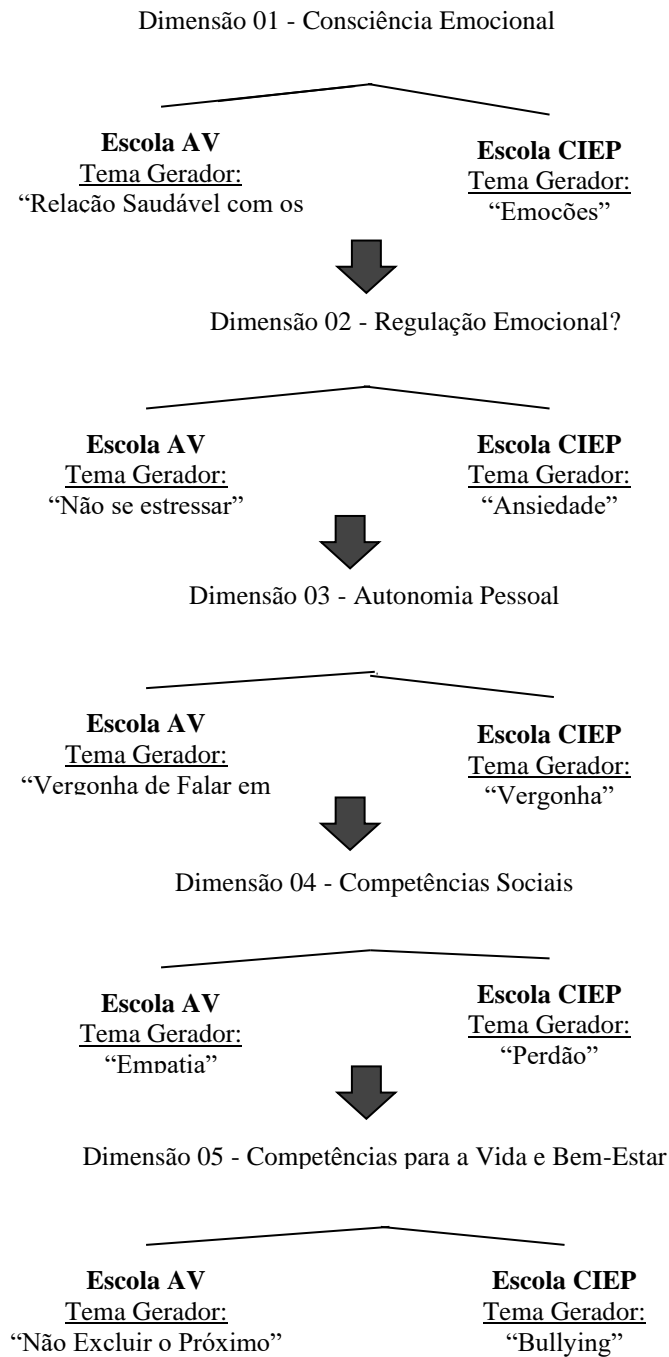 Dimensão 01 - Consciência Emocional
Escola AV
Tema Gerador:
“Relação Saudável com os
Escola CIEP
Tema Gerador:
“Emoções”
Dimensão 02 - Regulação Emocional?
Escola AV
Tema Gerador:
“Não se estressar”
Escola CIEP
Tema Gerador:
“Ansiedade”
Dimensão 03 - Autonomia Pessoal
Escola AV
Tema Gerador:
“Vergonha de Falar em
Escola CIEP
Tema Gerador:
“Vergonha”
Dimensão 04 - Competências Sociais
Escola AV
Tema Gerador:
“Empatia”
Escola CIEP
Tema Gerador:
“Perdão”
Dimensão 05 - Competências para a Vida e Bem-Estar
Escola AV
Tema Gerador:
“Não Excluir o Próximo”
Escola CIEP
Tema Gerador:
“Bullying”